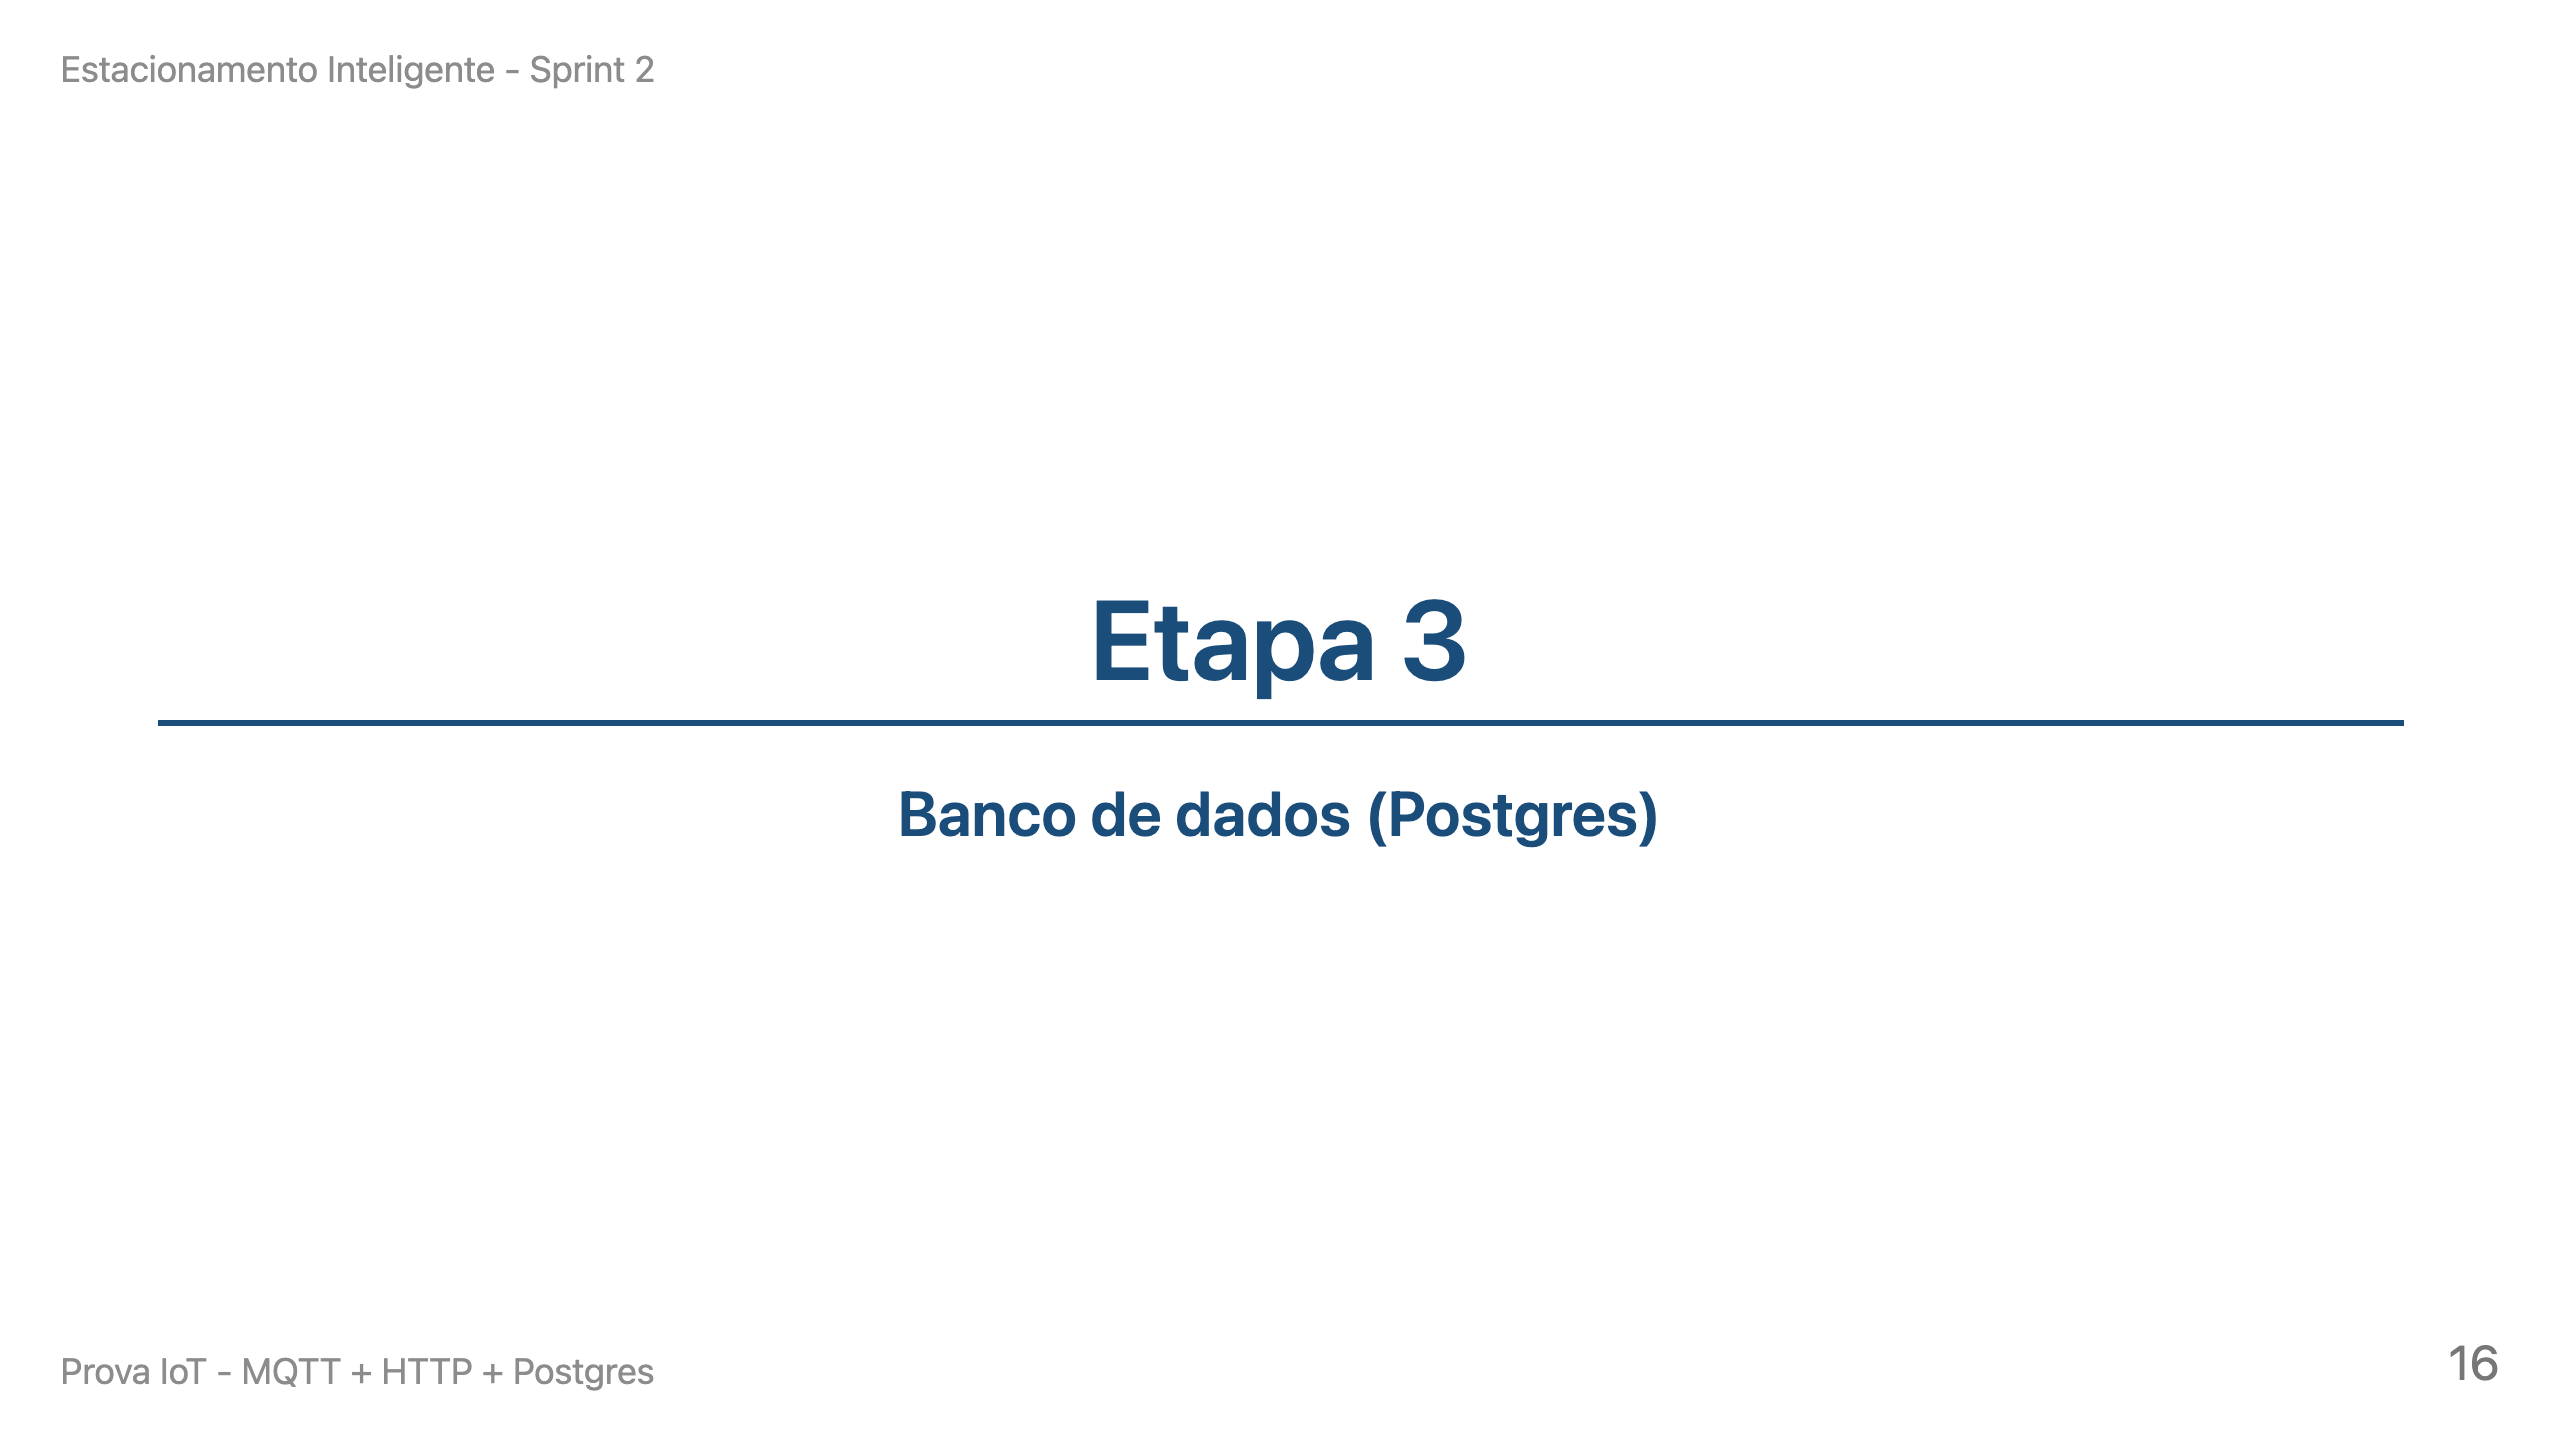 Estacionamento Inteligente - Sprint 2
Etapa 3
Banco de dados (Postgres)
Prova IoT - MQTT + HTTP + Postgres
16